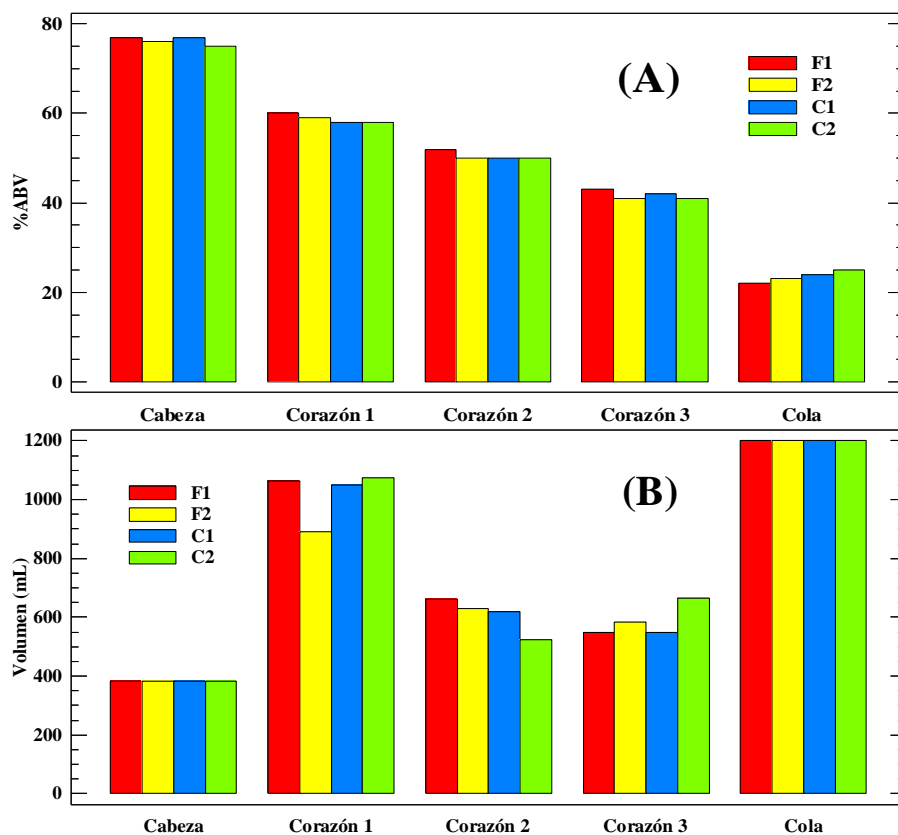 80
60
40
20
0
%ABV
(A)
F1
F2
C1
C2
Cabeza Corazón 1 Corazón 2 Corazón 3 Cola
1200
1000
800
600
400
200
0
Volumen (mL)
F1
F2
C1
C2
(B)
Cabeza Corazón 1 Corazón 2 Corazón 3 Cola